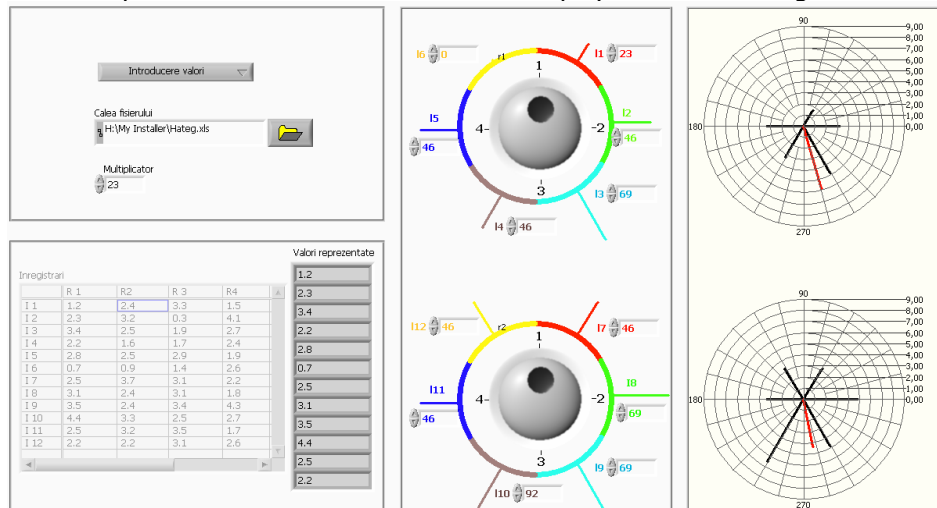 Introducere valori
Calea fisierului
H:\My Installer\Hateg.xls
Multiplicator
23
Inregistrari
R 1 R2 R 3 R4
I 1 1.2 2.4 3.3 1.5
I 2 2.3 3.2 0.3 4.1
I 3 3.4 2.5 1.9 2.7
I 4 2.2 1.6 1.7 2.4
I 5 2.8 2.5 2.9 1.9
I 6 0.7 0.9 1.4 2.6
I 7 2.5 3.7 3.1 2.2
I 8 3.1 2.4 3.1 1.8
I 9 3.5 2.4 3.4 4.3
I 10 4.4 3.3 2.5 2.7
I 11 2.5 3.2 3.5 1.7
I 12 2.2 2.2 3.1 2.6
Valori reprezentate
1.2
2.3
3.4
2.2
2.8
0.7
2.5
3.1
3.5
4.4
2.5
2.2
I6 0
r1
I1 23
1
I5
46
4-
-2
I2
46
3
I3 69
I4 46
I12 46
r2
I7 46
1
I11
46
4-
-2
I8
69
3
I9 69
I10 92
90
9,00
8,00
7,00
6,00
5,00
4,00
3,00
2,00
1,00
0,00
180
270
90
9,00
8,00
7,00
6,00
5,00
4,00
3,00
2,00
1,00
0,00
180
270